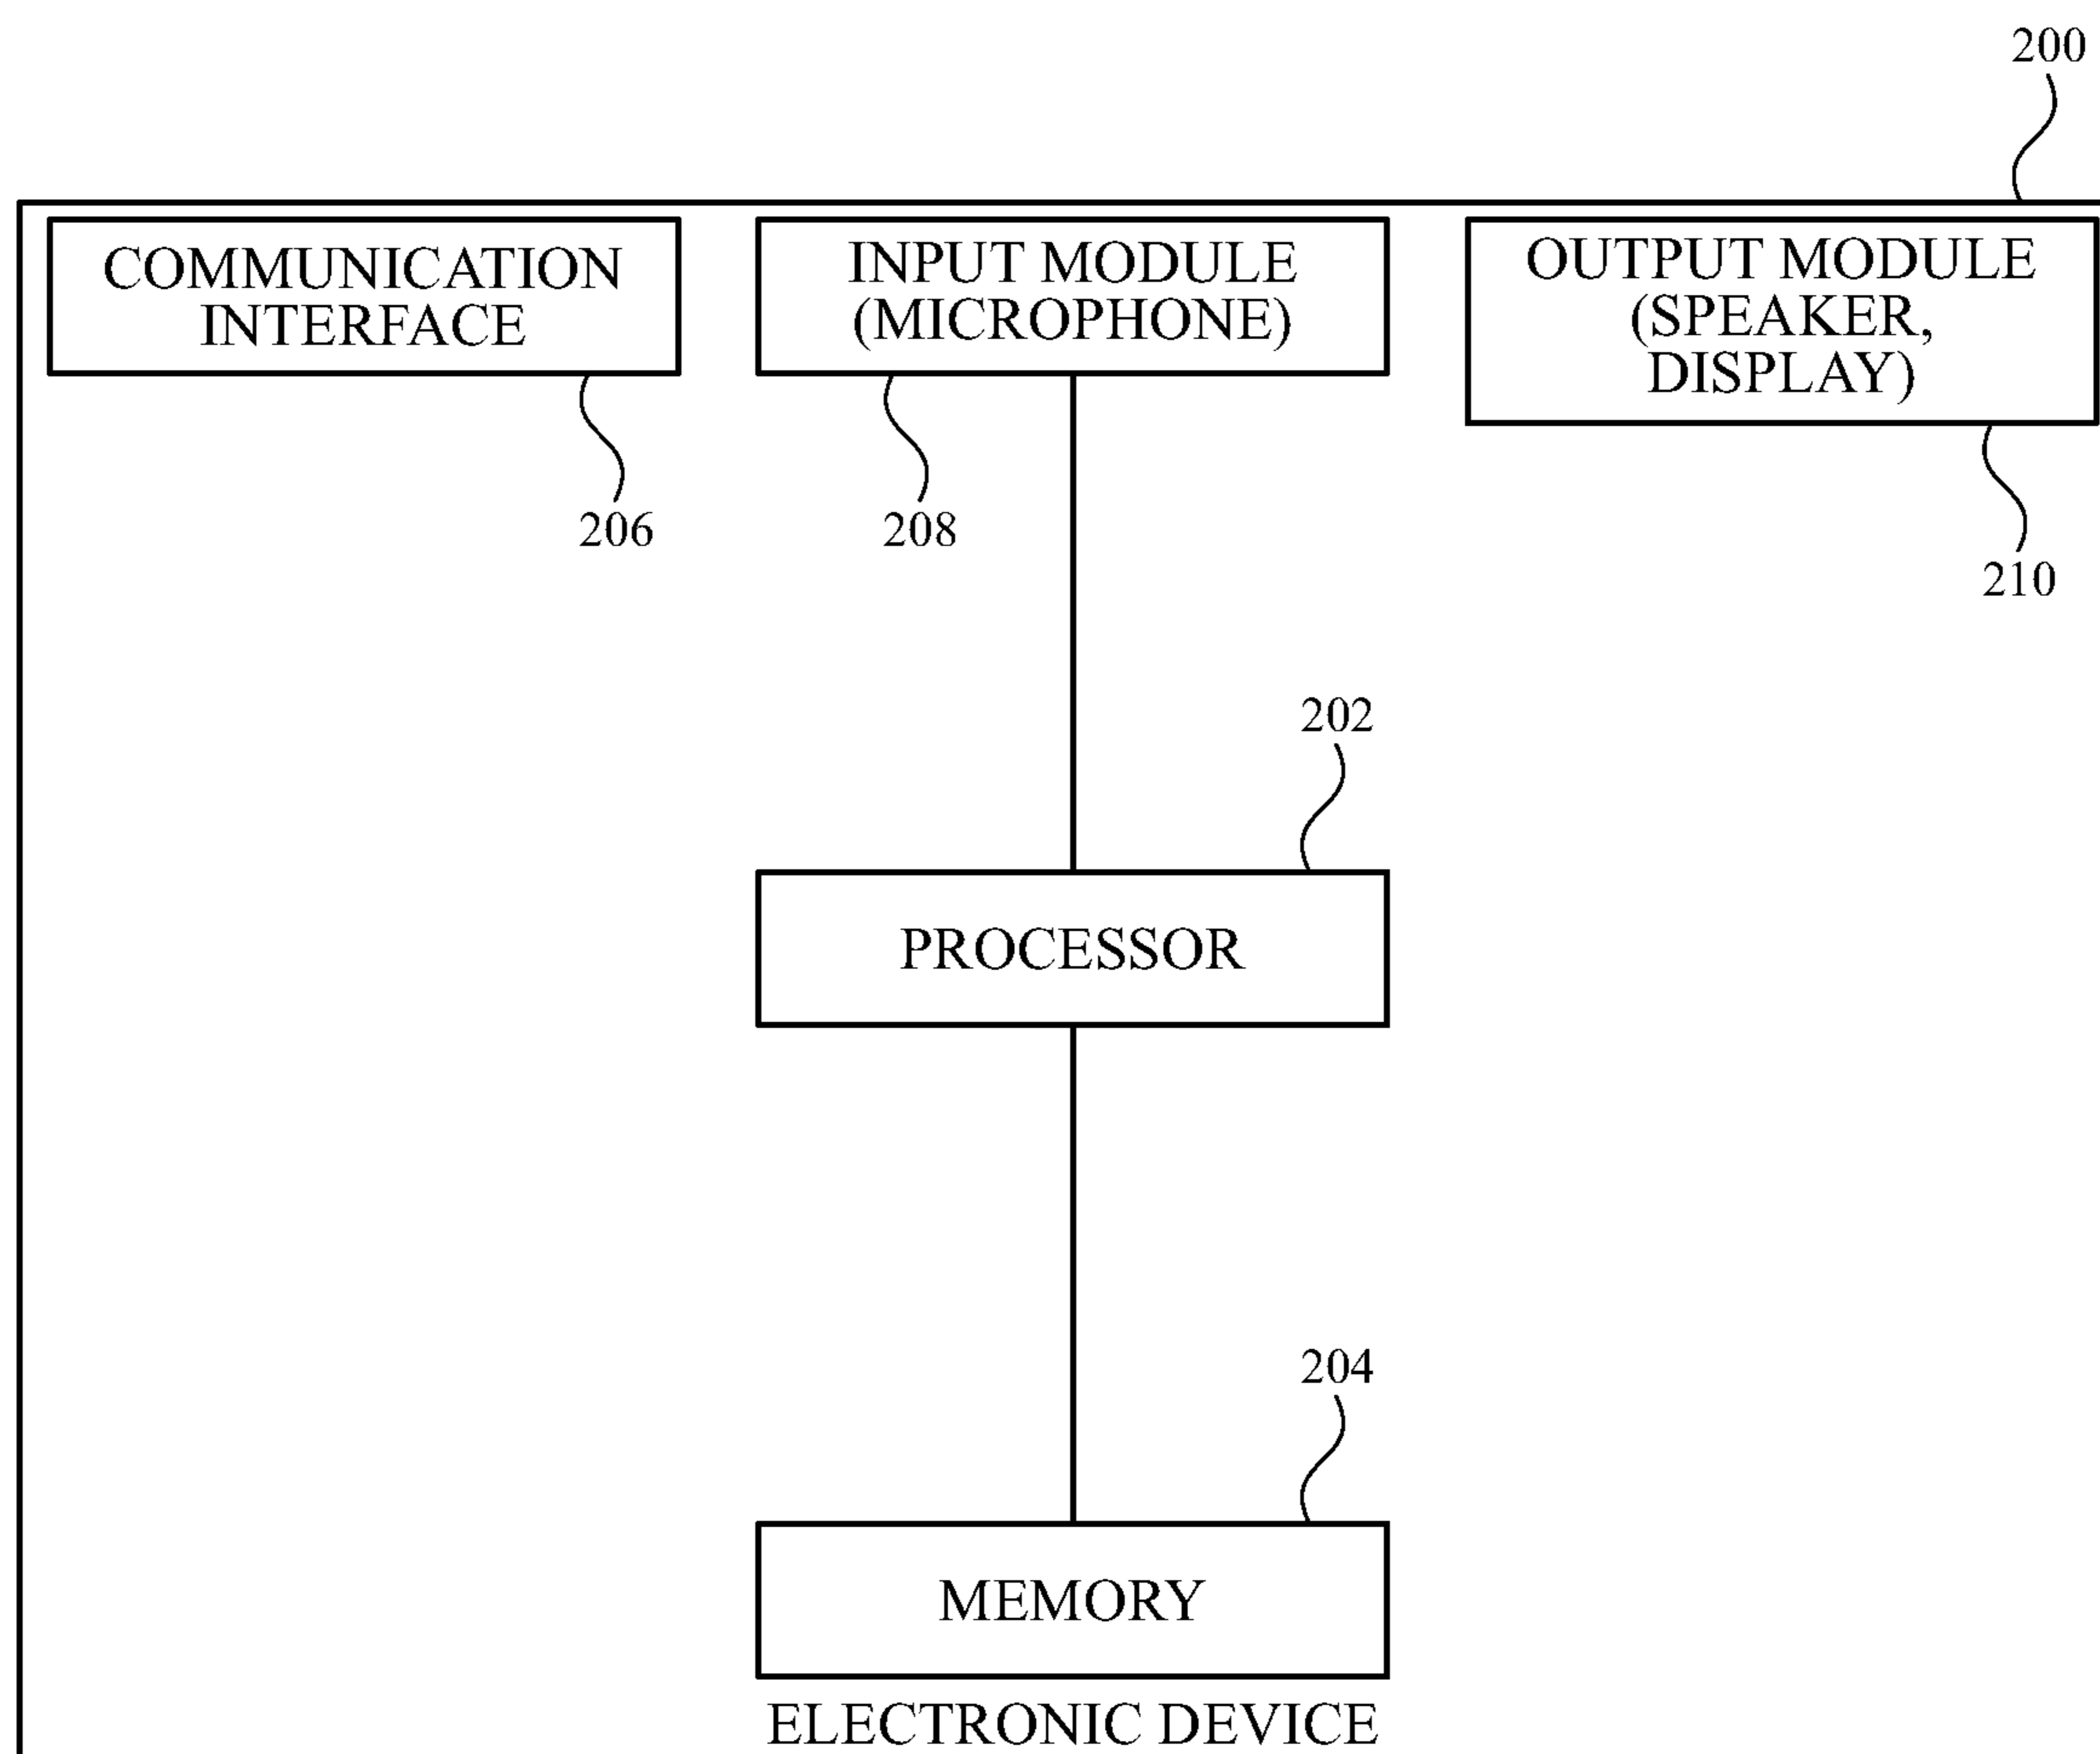 200
COMMUNICATION
INTERFACE
INPUT MODULE
(MICROPHONE)
OUTPUT MODULE
(SPEAKER,
DISPLAY)
206
208
210
202
PROCESSOR
204
MEMORY
ELECTRONIC DEVICE